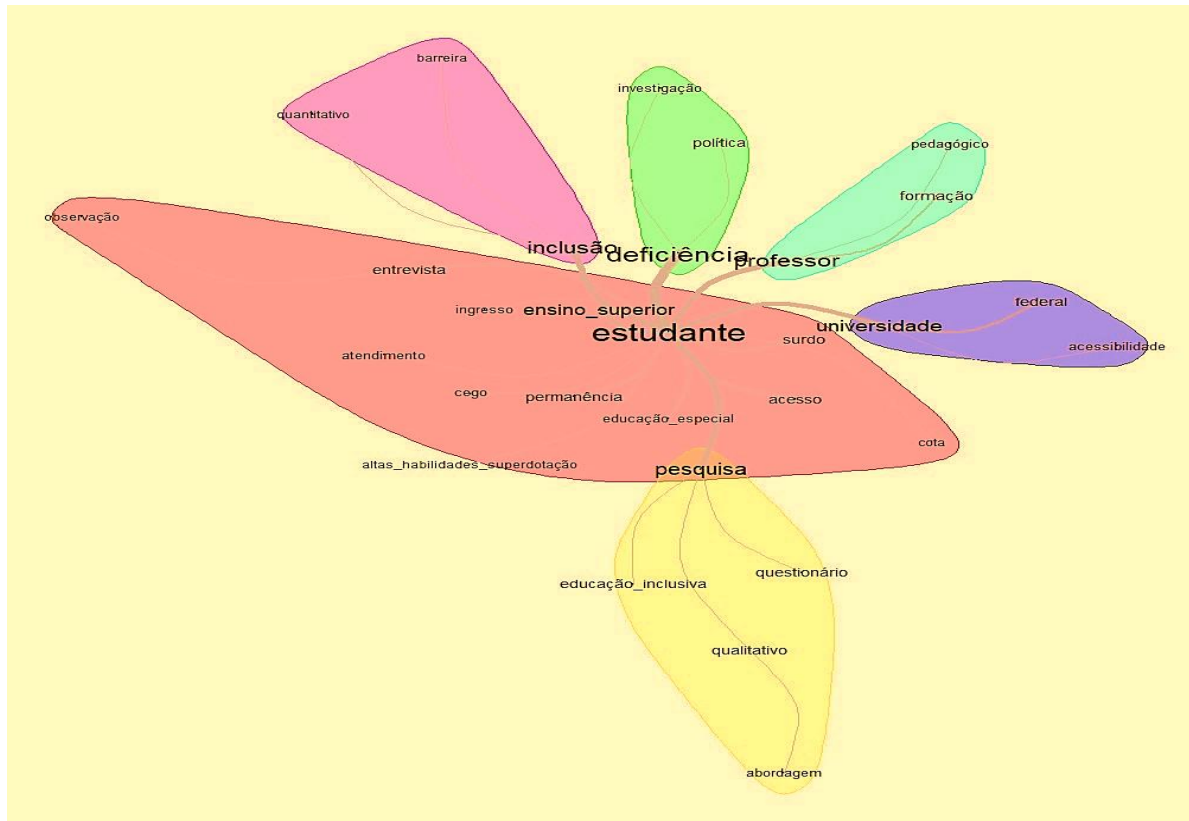 barreira
investigação
quantitativo
política
pedagógico
formação
observação
inclusão
deficiência
professor
entrevista
federal
ingresso
ensino_superior
universidade
estudante
surdo
acessibilidade
atendimento
cego
permanência
acesso
educação_especial
cota
altas_habilidades_superdotação
pesquisa
questionário
educação_inclusiva
qualitativo
abordagem